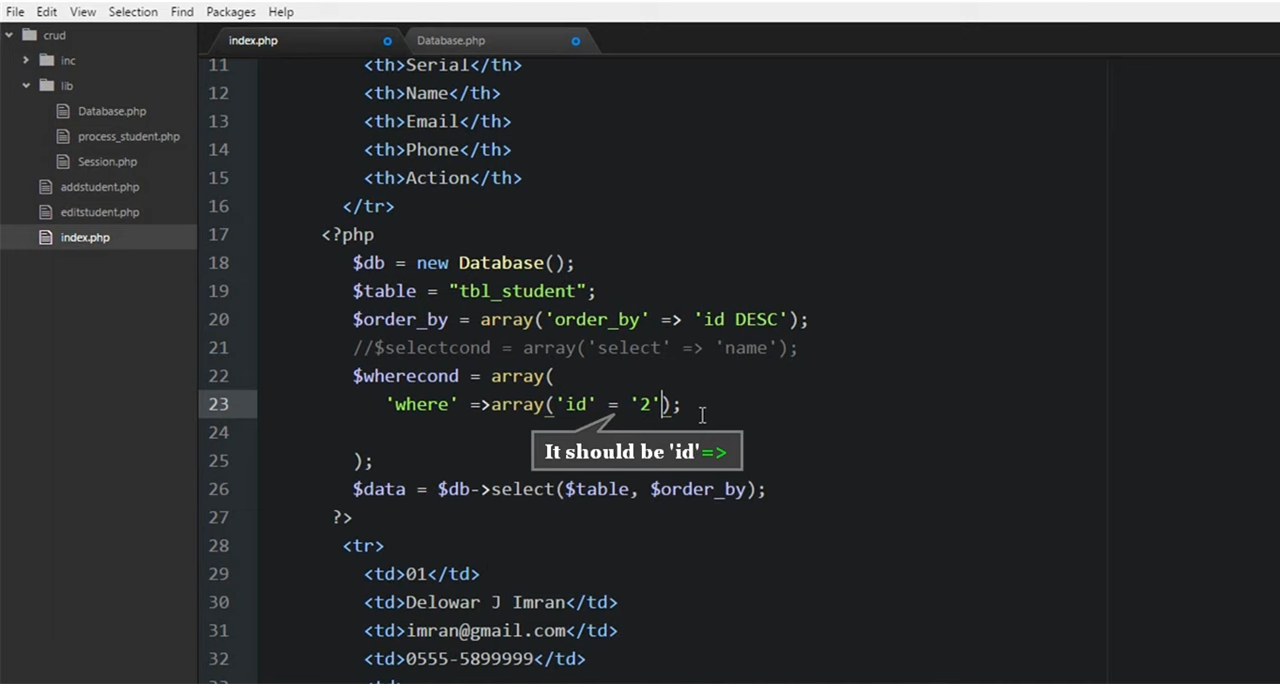 File Edit View Selection Find Packages Help
crud
inc
lib
Database.php
process_student.php
Session.php
addstudent.php
editstudent.php
index.php
index.php Database.php
11 <th>Serial</th>
12 <th>Name</th>
13 <th>Email</th>
14 <th>Phone</th>
15 <th>Action</th>
16 </tr>
17 <?php
18 $db = new Database();
19 $table = "tbl_student";
20 $order_by = array('order_by' => 'id DESC');
21 //$selectcond = array('select' => 'name');
22 $wherecond = array(
23 'where' =>array('id' = '2');
24
It should be 'id'=>
25 );
26 $data = $db->select($table, $order_by);
27 ?>
28 <tr>
29 <td>01</td>
30 <td>Delowar J Imran</td>
31 <td>imran@gmail.com</td>
32 <td>0555-5899999</td>